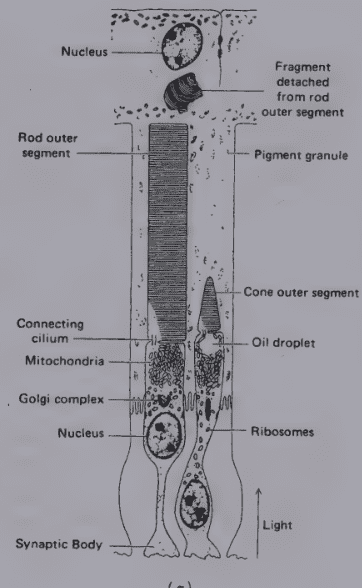 Nucleus
Fragment
detached
from rod
outer segment
Rod outer
segment
Pigment granule
Cone outer segment
Connecting
cilium
Oil droplet
Mitochondria
Golgi complex
Nucleus
Ribosomes
Light
Synaptic Body